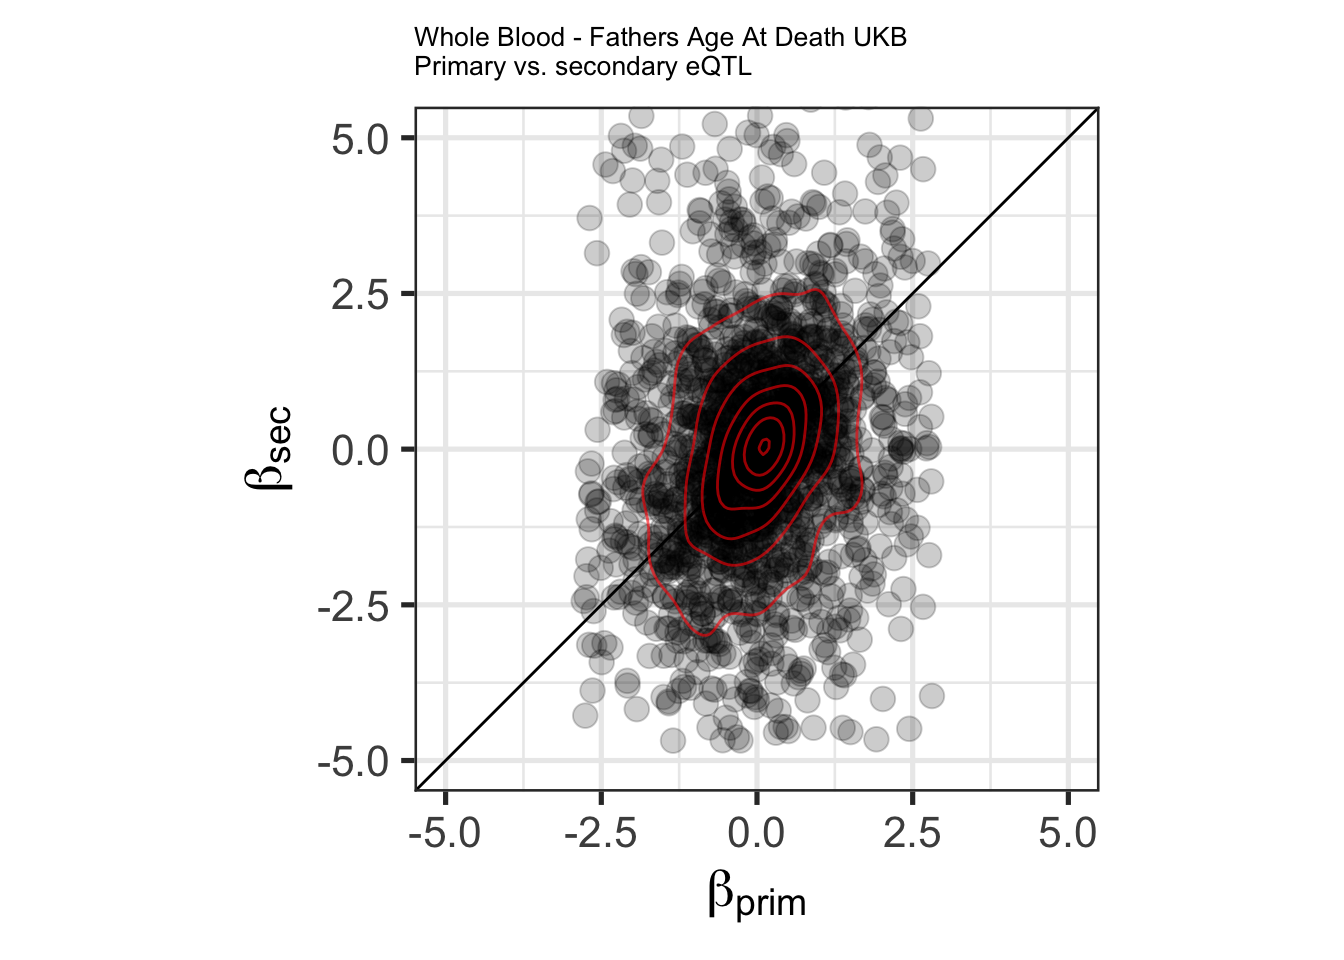 Whole Blood - Fathers Age At Death UKB
Primary vs. secondary eQTL
5.0
2.5
0.0
-2.5
-5.0
βsec
-5.0 -2.5 0.0 2.5 5.0
βprim